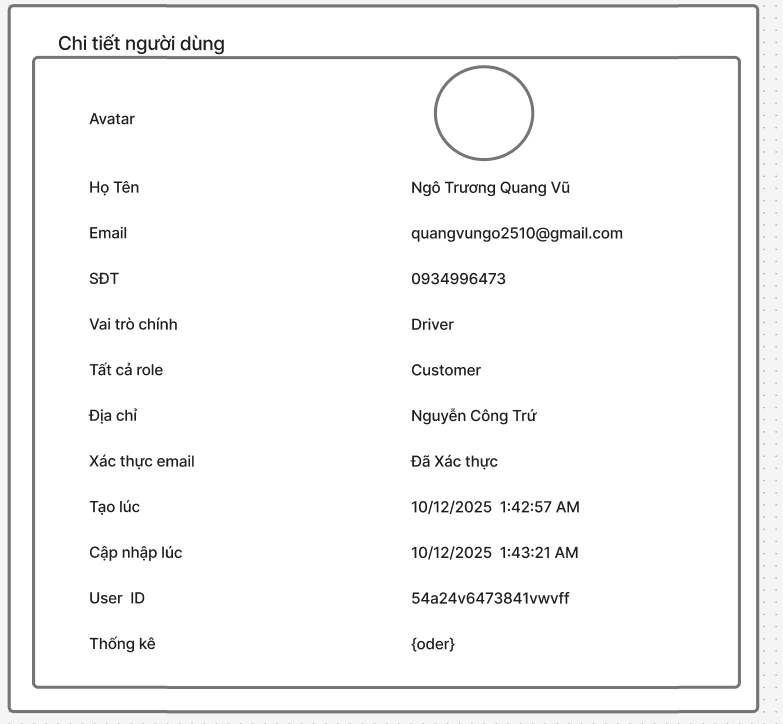 Chi tiết người dùng
Avatar
Họ Tên Ngô Trương Quang Vũ
Email quangvungo2510@gmail.com
SĐT 0934996473
Vai trò chính Driver
Tất cả role Customer
Địa chỉ Nguyễn Công Trứ
Xác thực email Đã Xác thực
Tạo lúc 10/12/2025 1:42:57 AM
Cập nhập lúc 10/12/2025 1:43:21 AM
User ID 54a24v6473841vwvff
Thống kê {oder}